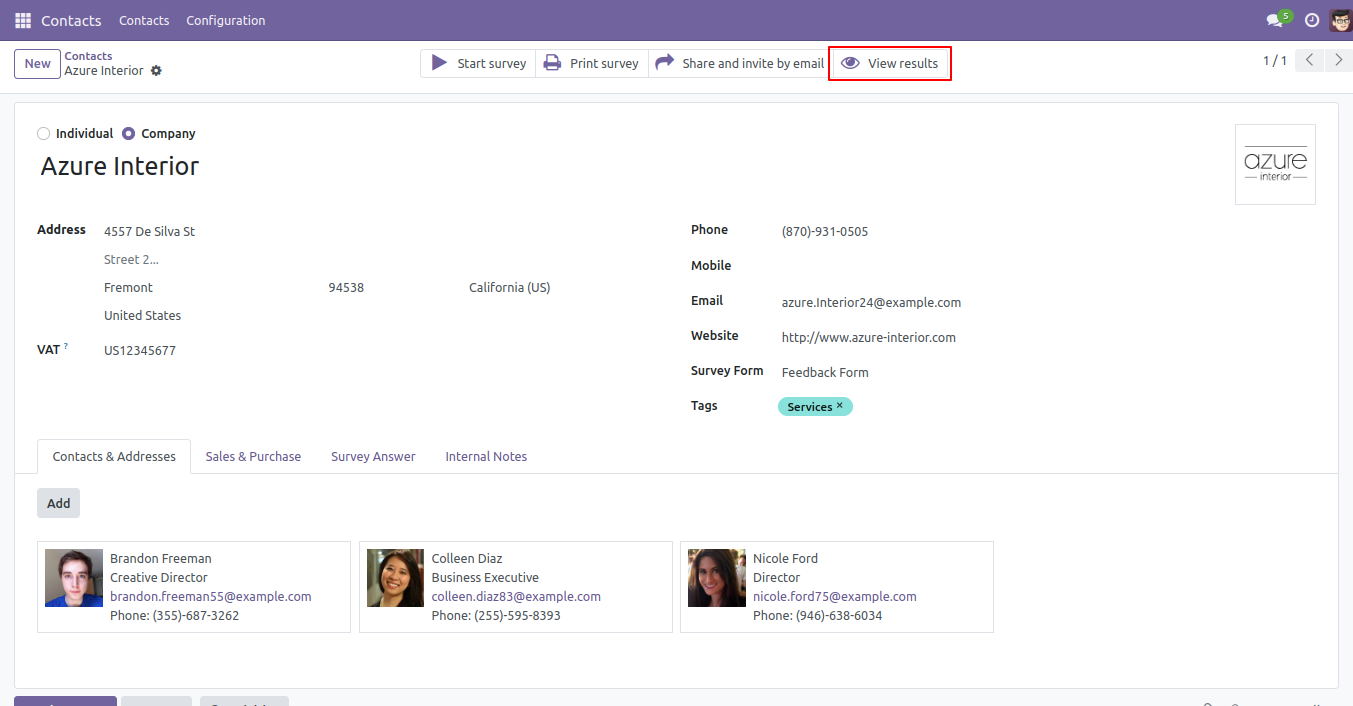 Contacts Contacts Configuration 5
New Contacts
Azure Interior
Start survey Print survey Share and invite by email View results 1 / 1
Individual Company
Azure Interior
azure
interior
Address 4557 De Silva St
Street 2...
Fremont 94538 California (US)
United States
VAT ? US12345677
Phone (870)-931-0505
Mobile
Email azure.Interior24@example.com
Website http://www.azure-interior.com
Survey Form Feedback Form
Tags Services ×
Contacts & Addresses Sales & Purchase Survey Answer Internal Notes
Add
Brandon Freeman
Creative Director
brandon.freeman55@example.com
Phone: (355)-687-3262
Colleen Diaz
Business Executive
colleen.diaz83@example.com
Phone: (255)-595-8393
Nicole Ford
Director
nicole.ford75@example.com
Phone: (946)-638-6034